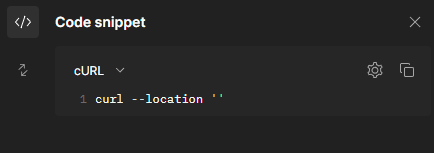 </> Code snippet
cURL
1 curl --location ''